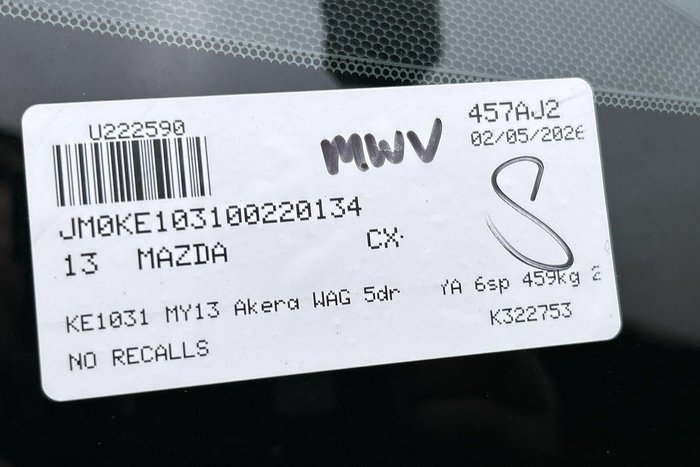 U222590
MWV
457AJ2
02/05/2026
S
JM0KE103100220134
13 MAZDA CX-
KE1031 MY13 Akera WAG 5dr YA 6sp 459kg 2
K322753
NO RECALLS